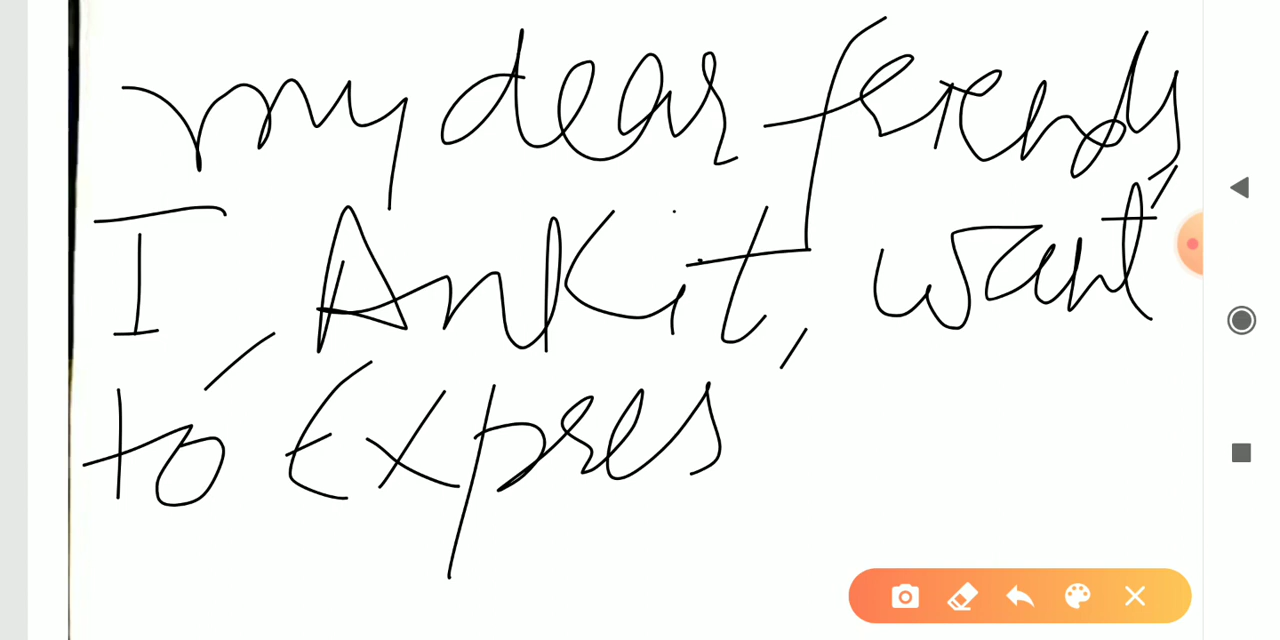 my dear friends,
I, Ankit, want
to Expres